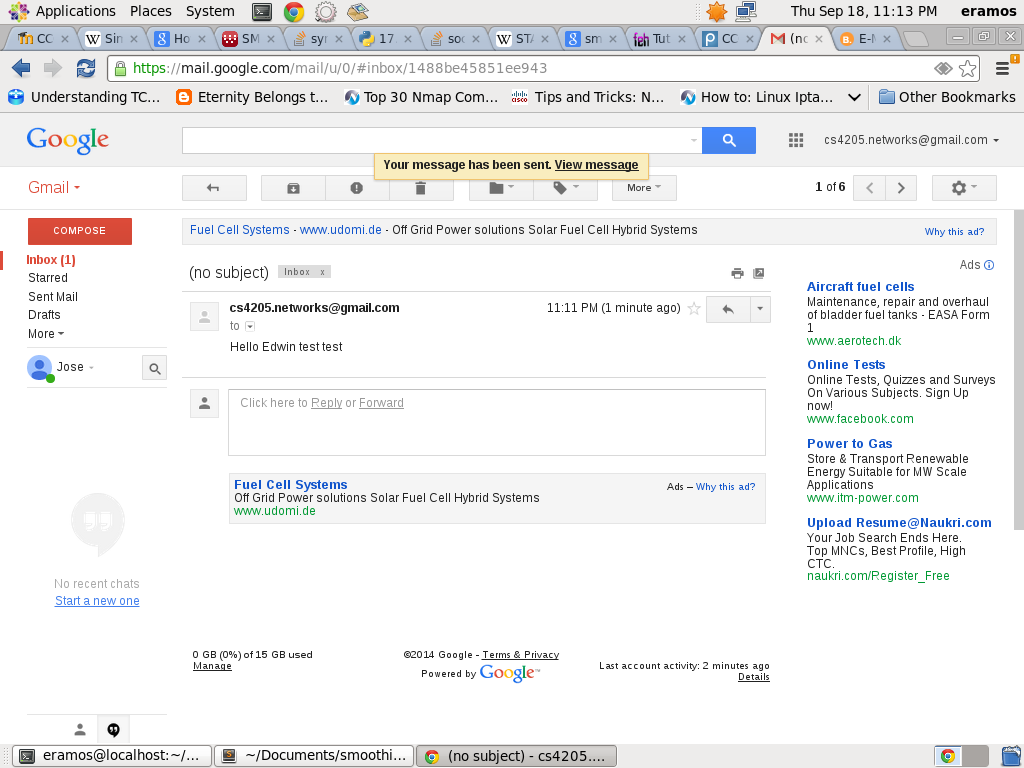 Applications Places System Thu Sep 18, 11:13 PM eramos
CC Sin Ho SM syr 17 soc STA sm Tut CC (nc E-M
https://mail.google.com/mail/u/0/#inbox/1488be45851ee943
Understanding TC... Eternity Belongs t... Top 30 Nmap Com... Tips and Tricks: N... How to: Linux Ipta... Other Bookmarks
Google cs4205.networks@gmail.com
Your message has been sent. View message
Gmail More 1 of 6
COMPOSE
Inbox (1)
Starred
Sent Mail
Drafts
More
Jose
No recent chats
Start a new one
Fuel Cell Systems - www.udomi.de - Off Grid Power solutions Solar Fuel Cell Hybrid Systems Why this ad?
(no subject) Inbox x
cs4205.networks@gmail.com 11:11 PM (1 minute ago)
to
Hello Edwin test test
Click here to Reply or Forward
Fuel Cell Systems Ads – Why this ad?
Off Grid Power solutions Solar Fuel Cell Hybrid Systems
www.udomi.de
Ads
Aircraft fuel cells
Maintenance, repair and overhaul
of bladder fuel tanks - EASA Form
1
www.aerotech.dk
Online Tests
Online Tests, Quizzes and Surveys
On Various Subjects. Sign Up
now!
www.facebook.com
Power to Gas
Store & Transport Renewable
Energy Suitable for MW Scale
Applications
www.itm-power.com
Upload Resume@Naukri.com
Your Job Search Ends Here.
Top MNCs, Best Profile, High
CTC.
naukri.com/Register_Free
0 GB (0%) of 15 GB used
Manage
©2014 Google - Terms & Privacy
Powered by Google™
Last account activity: 2 minutes ago
Details
eramos@localhost:~/... ~/Documents/smoothi... (no subject) - cs4205....